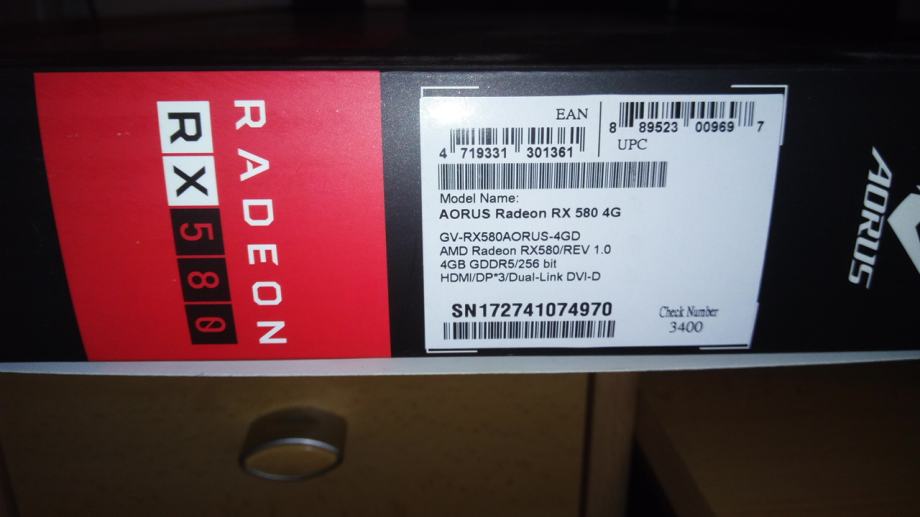 RADEON
RX 580
EAN
4 719331 301361
8 89523 00969 7
UPC
Model Name:
AORUS Radeon RX 580 4G
GV-RX580AORUS-4GD
AMD Radeon RX580/REV 1.0
4GB GDDR5/256 bit
HDMI/DP*3/Dual-Link DVI-D
SN172741074970
Check Number
3400
AORUS